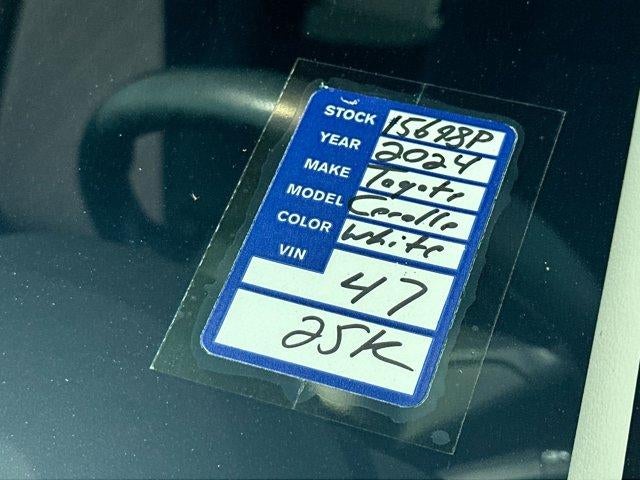 STOCK 15698P
YEAR 2024
MAKE Toyota
MODEL Corolla
COLOR White
VIN 47
25K